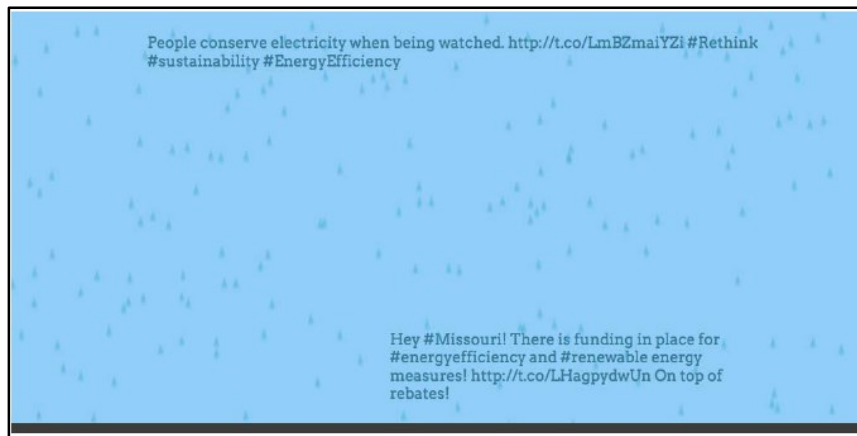 People conserve electricity when being watched. http://t.co/LmBZmaiYZi #Rethink
#sustainability #EnergyEfficiency
Hey #Missouri! There is funding in place for
#energyefficiency and #renewable energy
measures! http://t.co/LHagpydwUn On top of
rebates!